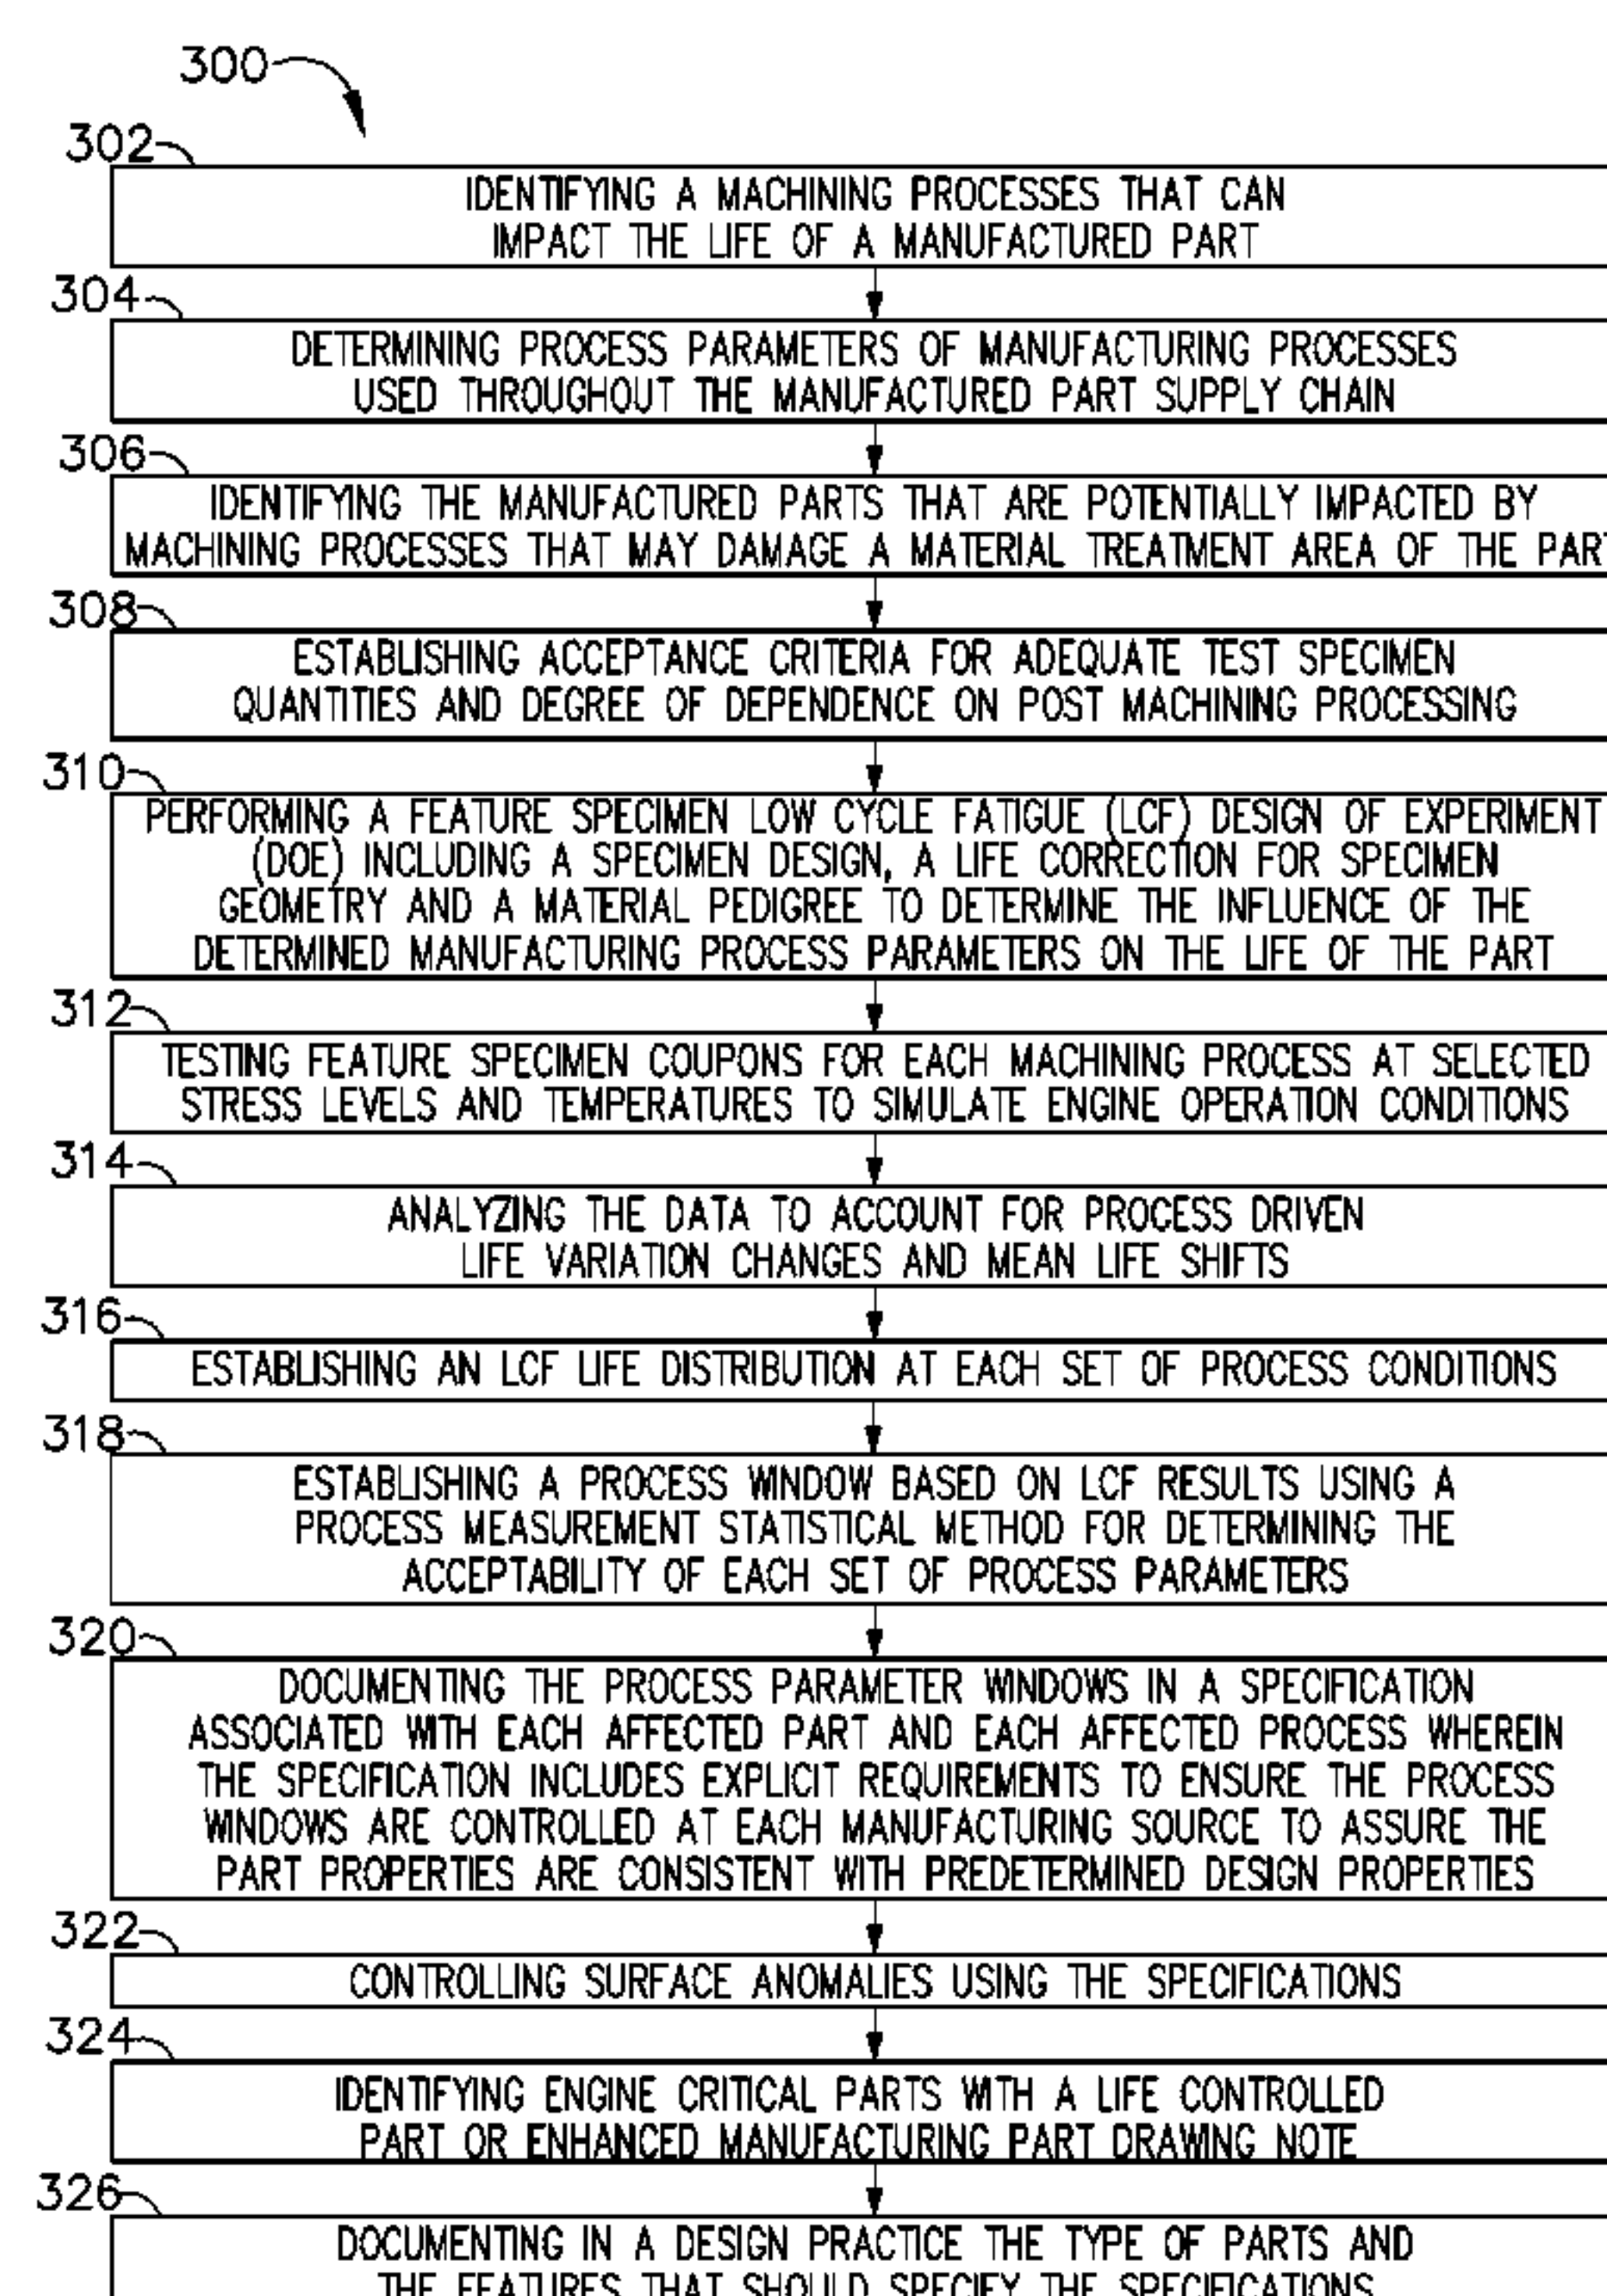 300
302
IDENTIFYING A MACHINING PROCESSES THAT CAN
IMPACT THE LIFE OF A MANUFACTURED PART
304
DETERMINING PROCESS PARAMETERS OF MANUFACTURING PROCESSES
USED THROUGHOUT THE MANUFACTURED PART SUPPLY CHAIN
306
IDENTIFYING THE MANUFACTURED PARTS THAT ARE POTENTIALLY IMPACTED BY
MACHINING PROCESSES THAT MAY DAMAGE A MATERIAL TREATMENT AREA OF THE PART
308
ESTABLISHING ACCEPTANCE CRITERIA FOR ADEQUATE TEST SPECIMEN
QUANTITIES AND DEGREE OF DEPENDENCE ON POST MACHINING PROCESSING
310
PERFORMING A FEATURE SPECIMEN LOW CYCLE FATIGUE (LCF) DESIGN OF EXPERIMENT
(DOE) INCLUDING A SPECIMEN DESIGN, A LIFE CORRECTION FOR SPECIMEN
GEOMETRY AND A MATERIAL PEDIGREE TO DETERMINE THE INFLUENCE OF THE
DETERMINED MANUFACTURING PROCESS PARAMETERS ON THE LIFE OF THE PART
312
TESTING FEATURE SPECIMEN COUPONS FOR EACH MACHINING PROCESS AT SELECTED
STRESS LEVELS AND TEMPERATURES TO SIMULATE ENGINE OPERATION CONDITIONS
314
ANALYZING THE DATA TO ACCOUNT FOR PROCESS DRIVEN
LIFE VARIATION CHANGES AND MEAN LIFE SHIFTS
316
ESTABLISHING AN LCF LIFE DISTRIBUTION AT EACH SET OF PROCESS CONDITIONS
318
ESTABLISHING A PROCESS WINDOW BASED ON LCF RESULTS USING A
PROCESS MEASUREMENT STATISTICAL METHOD FOR DETERMINING THE
ACCEPTABILITY OF EACH SET OF PROCESS PARAMETERS
320
DOCUMENTING THE PROCESS PARAMETER WINDOWS IN A SPECIFICATION
ASSOCIATED WITH EACH AFFECTED PART AND EACH AFFECTED PROCESS WHEREIN
THE SPECIFICATION INCLUDES EXPLICIT REQUIREMENTS TO ENSURE THE PROCESS
WINDOWS ARE CONTROLLED AT EACH MANUFACTURING SOURCE TO ASSURE THE
PART PROPERTIES ARE CONSISTENT WITH PREDETERMINED DESIGN PROPERTIES
322
CONTROLLING SURFACE ANOMALIES USING THE SPECIFICATIONS
324
IDENTIFYING ENGINE CRITICAL PARTS WITH A LIFE CONTROLLED
PART OR ENHANCED MANUFACTURING PART DRAWING NOTE
326
DOCUMENTING IN A DESIGN PRACTICE THE TYPE OF PARTS AND
THE FEATURES THAT SHOULD SPECIFY THE SPECIFICATIONS